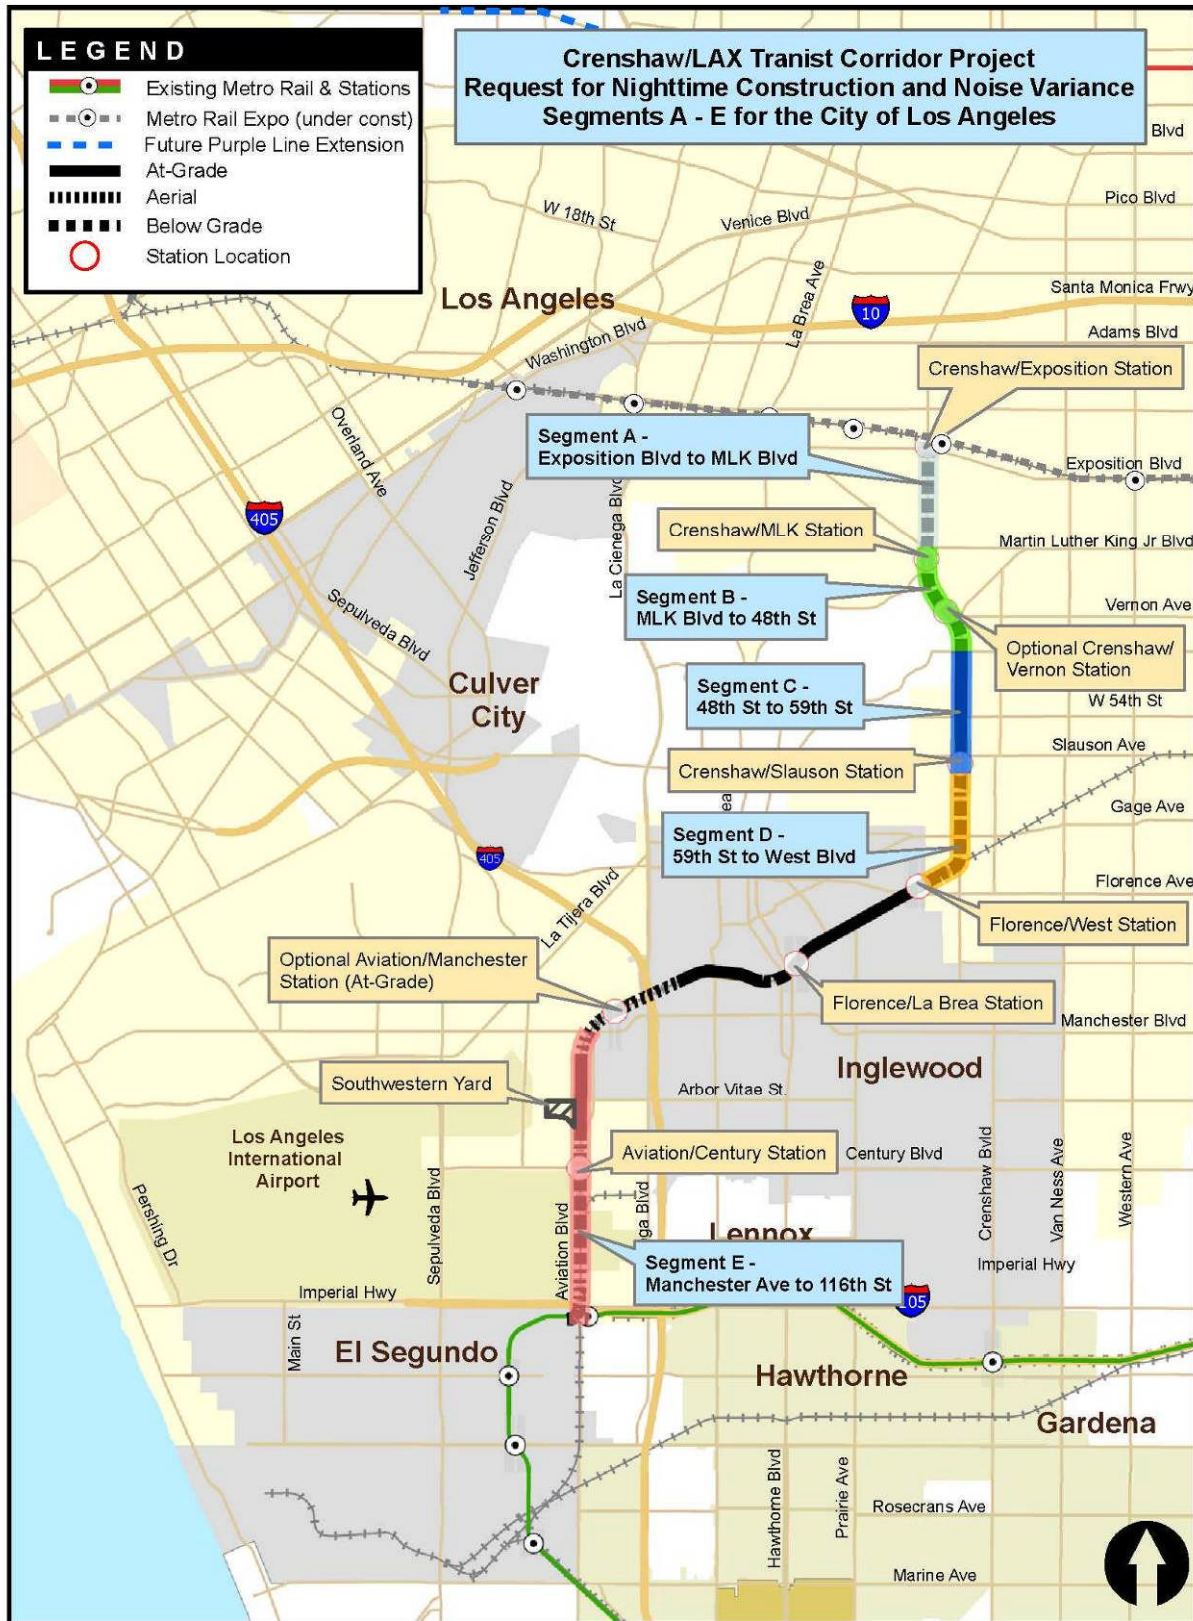 LEGEND
Existing Metro Rail & Stations
Metro Rail Expo (under const)
Future Purple Line Extension
At-Grade
Aerial
Below Grade
Station Location
Crenshaw/LAX Tranist Corridor Project
Request for Nighttime Construction and Noise Variance
Segments A - E for the City of Los Angeles
Blvd
Pico Blvd
W 18th St
Venice Blvd
La Brea Ave
Los Angeles
Santa Monica Frwy
10
Adams Blvd
Washington Blvd
Crenshaw/Exposition Station
Overland Ave
Segment A -
Exposition Blvd to MLK Blvd
Exposition Blvd
405
Jefferson Blvd
La Cienega Blvd
Crenshaw/MLK Station
Martin Luther King Jr Blvd
Sepulveda Blvd
Segment B -
MLK Blvd to 48th St
Vernon Ave
Optional Crenshaw/
Vernon Station
Culver
City
Segment C -
48th St to 59th St
W 54th St
Slauson Ave
Crenshaw/Slauson Station
ea
Gage Ave
Segment D -
59th St to West Blvd
405
La Tijera Blvd
Florence Ave
Florence/West Station
Optional Aviation/Manchester
Station (At-Grade)
Florence/La Brea Station
Manchester Blvd
Inglewood
Southwestern Yard
Arbor Vitae St.
Los Angeles
International
Airport
Aviation/Century Station
Century Blvd
Pershing Dr
Sepulveda Blvd
Aviation Blvd
ga Blvd
Crenshaw Bvld
Van Ness Ave
Western Ave
Lennox
Segment E -
Manchester Ave to 116th St
Imperial Hwy
Imperial Hwy
105
Main St
El Segundo
Hawthorne
Gardena
Hawthorne Blvd
Prairie Ave
Rosecrans Ave
Marine Ave